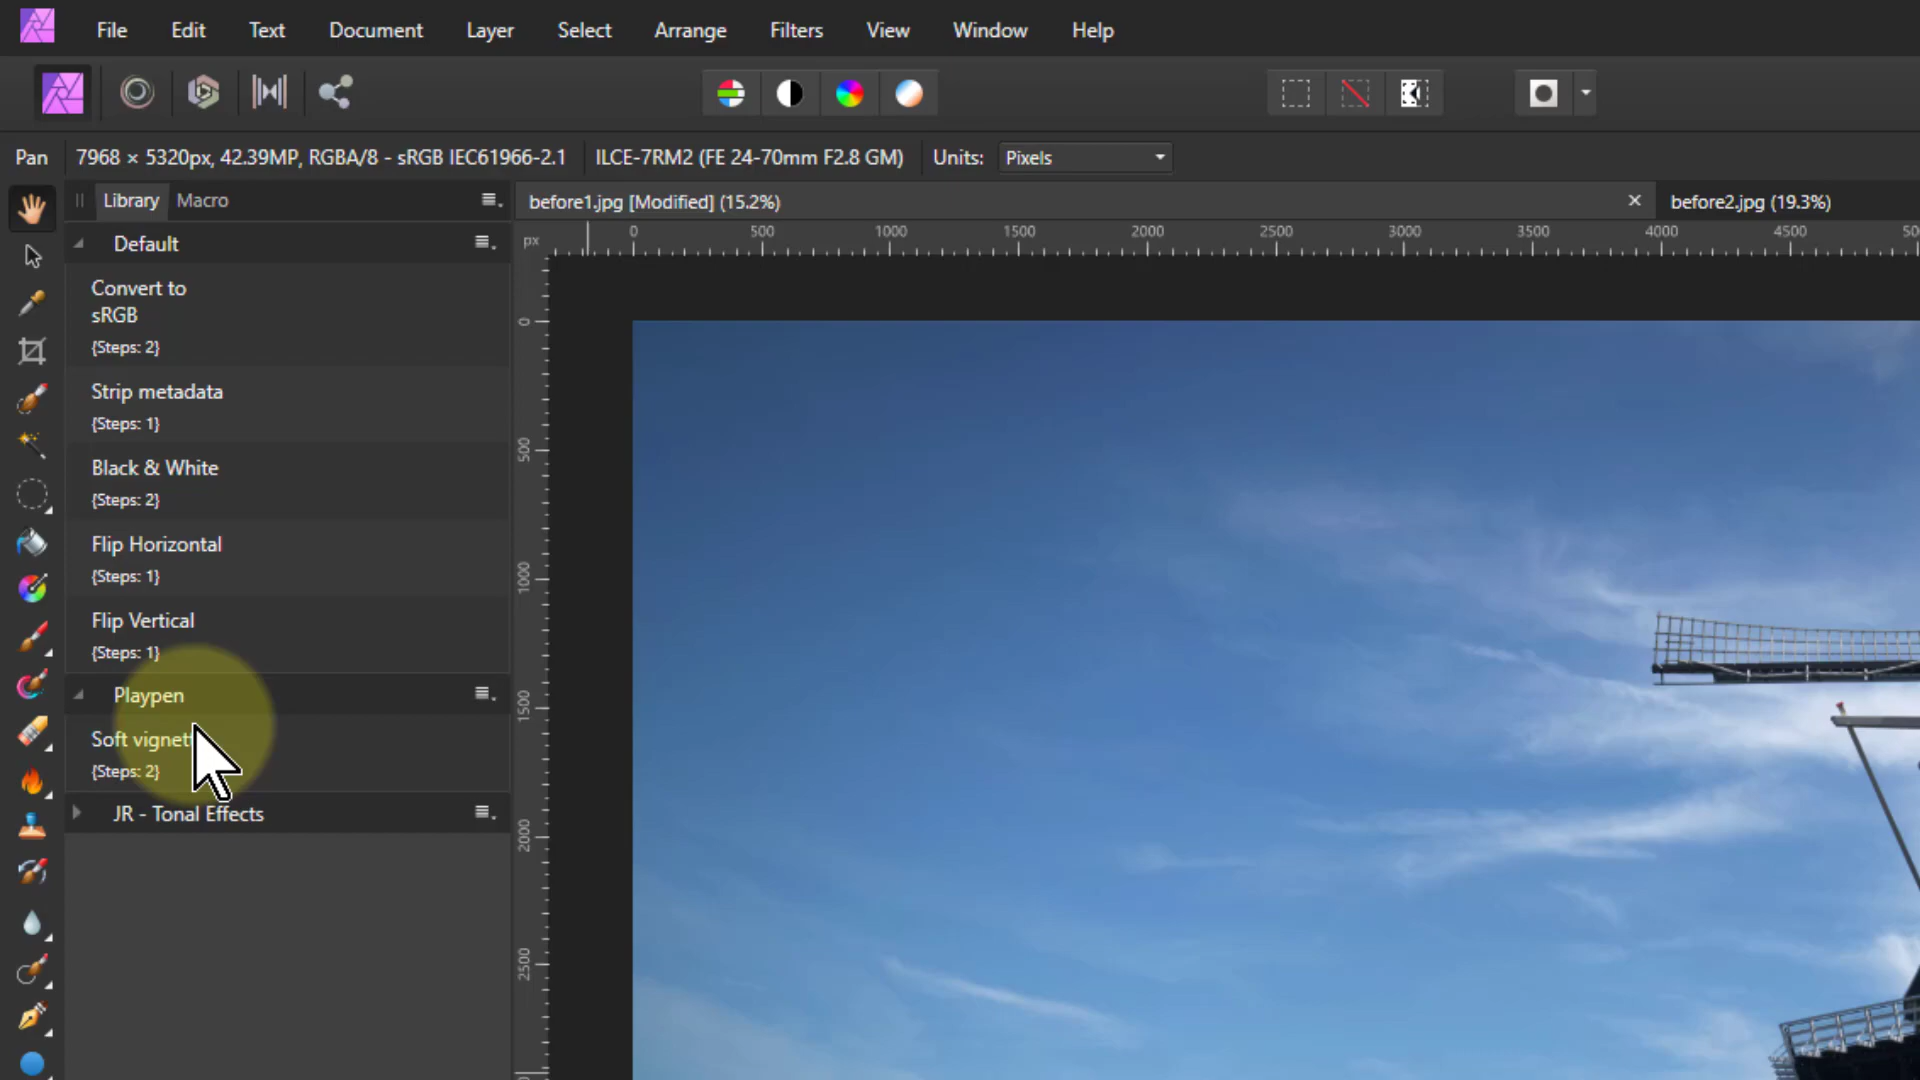 File Edit Text Document Layer Select Arrange Filters View Window Help
Pan 7968 × 5320px, 42.39MP, RGBA/8 - sRGB IEC61966-2.1 ILCE-7RM2 (FE 24-70mm F2.8 GM) Units: Pixels
Library Macro before1.jpg [Modified] (15.2%) before2.jpg (19.3%)
px 0 500 1000 1500 2000 2500 3000 3500 4000 4500
Default
Convert to
sRGB
{Steps: 2}
0
Strip metadata
{Steps: 1}
500
Black & White
{Steps: 2}
Flip Horizontal
{Steps: 1}
1000
Flip Vertical
{Steps: 1}
Playpen
1500
Soft vignet
{Steps: 2}
JR - Tonal Effects
2000
2500